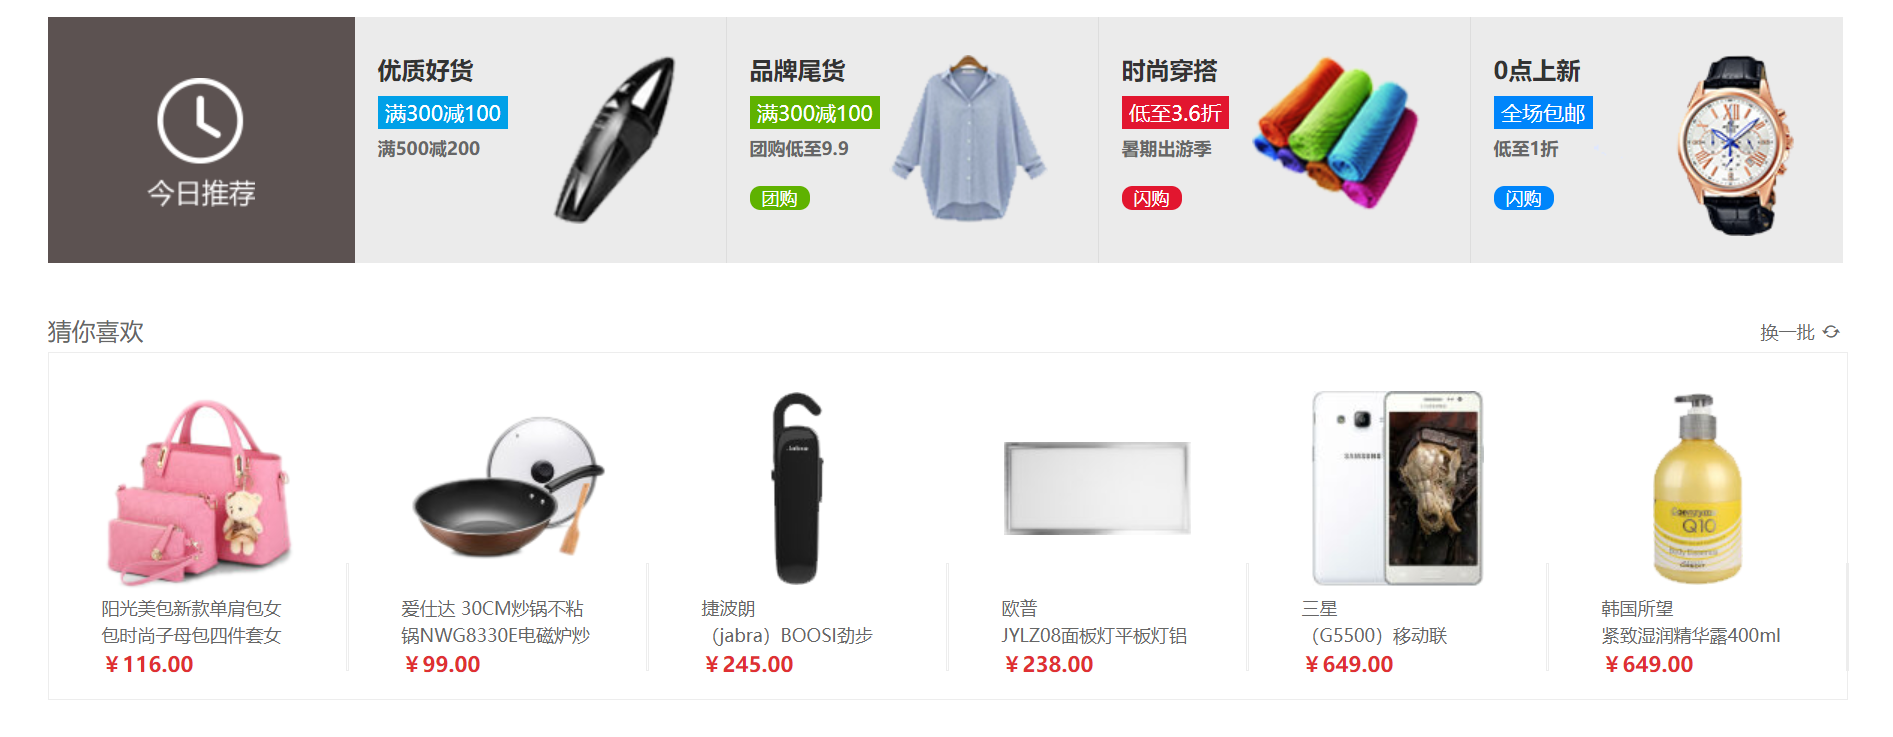 今日推荐
优质好货
满300减100
满500减200
品牌尾货
满300减100
团购低至9.9
团购
时尚穿搭
低至3.6折
暑期出游季
闪购
0点上新
全场包邮
低至1折
闪购
猜你喜欢
换一批
SAMSUNG
Q10
阳光美包新款单肩包女
包时尚子母包四件套女
￥116.00
爱仕达 30CM炒锅不粘
锅NWG8330E电磁炉炒
￥99.00
捷波朗
（jabra）BOOSI劲步
￥245.00
欧普
JYLZ08面板灯平板灯铝
￥238.00
三星
（G5500）移动联
￥649.00
韩国所望
紧致湿润精华露400ml
￥649.00